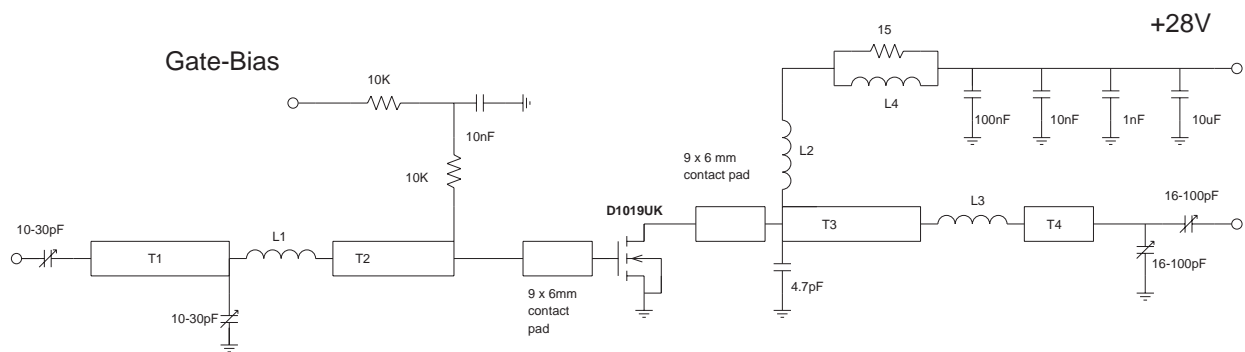 +28V
15
Gate-Bias
10K
L4
100nF
10nF
1nF
10uF
10nF
L2
9 x 6 mm
contact pad
10K
D1019UK
L3
16-100pF
10-30pF
L1
T1
T2
T3
T4
16-100pF
4.7pF
9 x 6mm
contact
pad
10-30pF